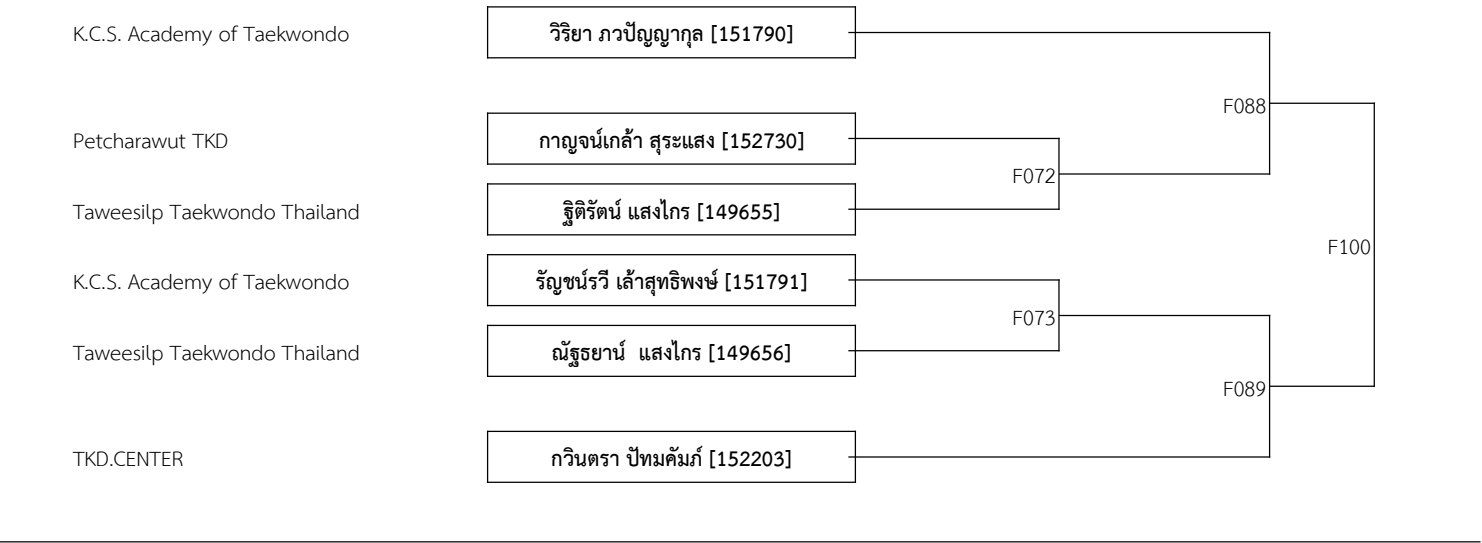 K.C.S. Academy of Taekwondo วิริยา ภวปัญญากุล [151790]
F088
Petcharawut TKD กาญจน์เกล้า สุระแสง [152730]
F072
Taweesilp Taekwondo Thailand ฐิติรัตน์ แสงไกร [149655]
F100
K.C.S. Academy of Taekwondo รัญชน์รวี เล้าสุทธิพงษ์ [151791]
F073
Taweesilp Taekwondo Thailand ณัฐธยาน์ แสงไกร [149656]
F089
TKD.CENTER กวินตรา ปัทมคัมภ์ [152203]